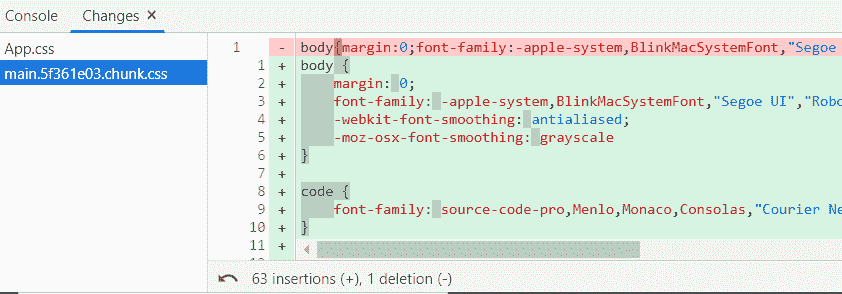 Console Changes ×
App.css
main.5f361e03.chunk.css
1 - body{margin:0;font-family:-apple-system,BlinkMacSystemFont,"Segoe
1 + body {
2 + margin: 0;
3 + font-family: -apple-system,BlinkMacSystemFont,"Segoe UI","Robo
4 + -webkit-font-smoothing: antialiased;
5 + -moz-osx-font-smoothing: grayscale
6 + }
7 +
8 + code {
9 + font-family: source-code-pro,Menlo,Monaco,Consolas,"Courier Ne
10 + }
11 +
63 insertions (+), 1 deletion (-)